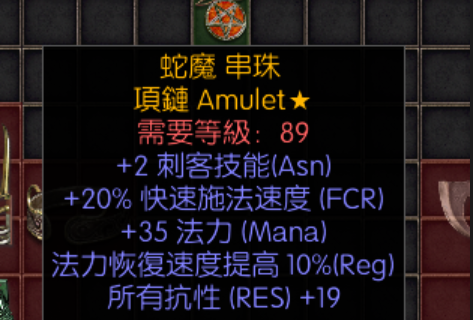 蛇魔 串珠
項鏈 Amulet★
需要等級: 89
+2 刺客技能(Asn)
+20% 快速施法速度 (FCR)
+35 法力 (Mana)
法力恢復速度提高 10%(Reg)
所有抗性 (RES) +19